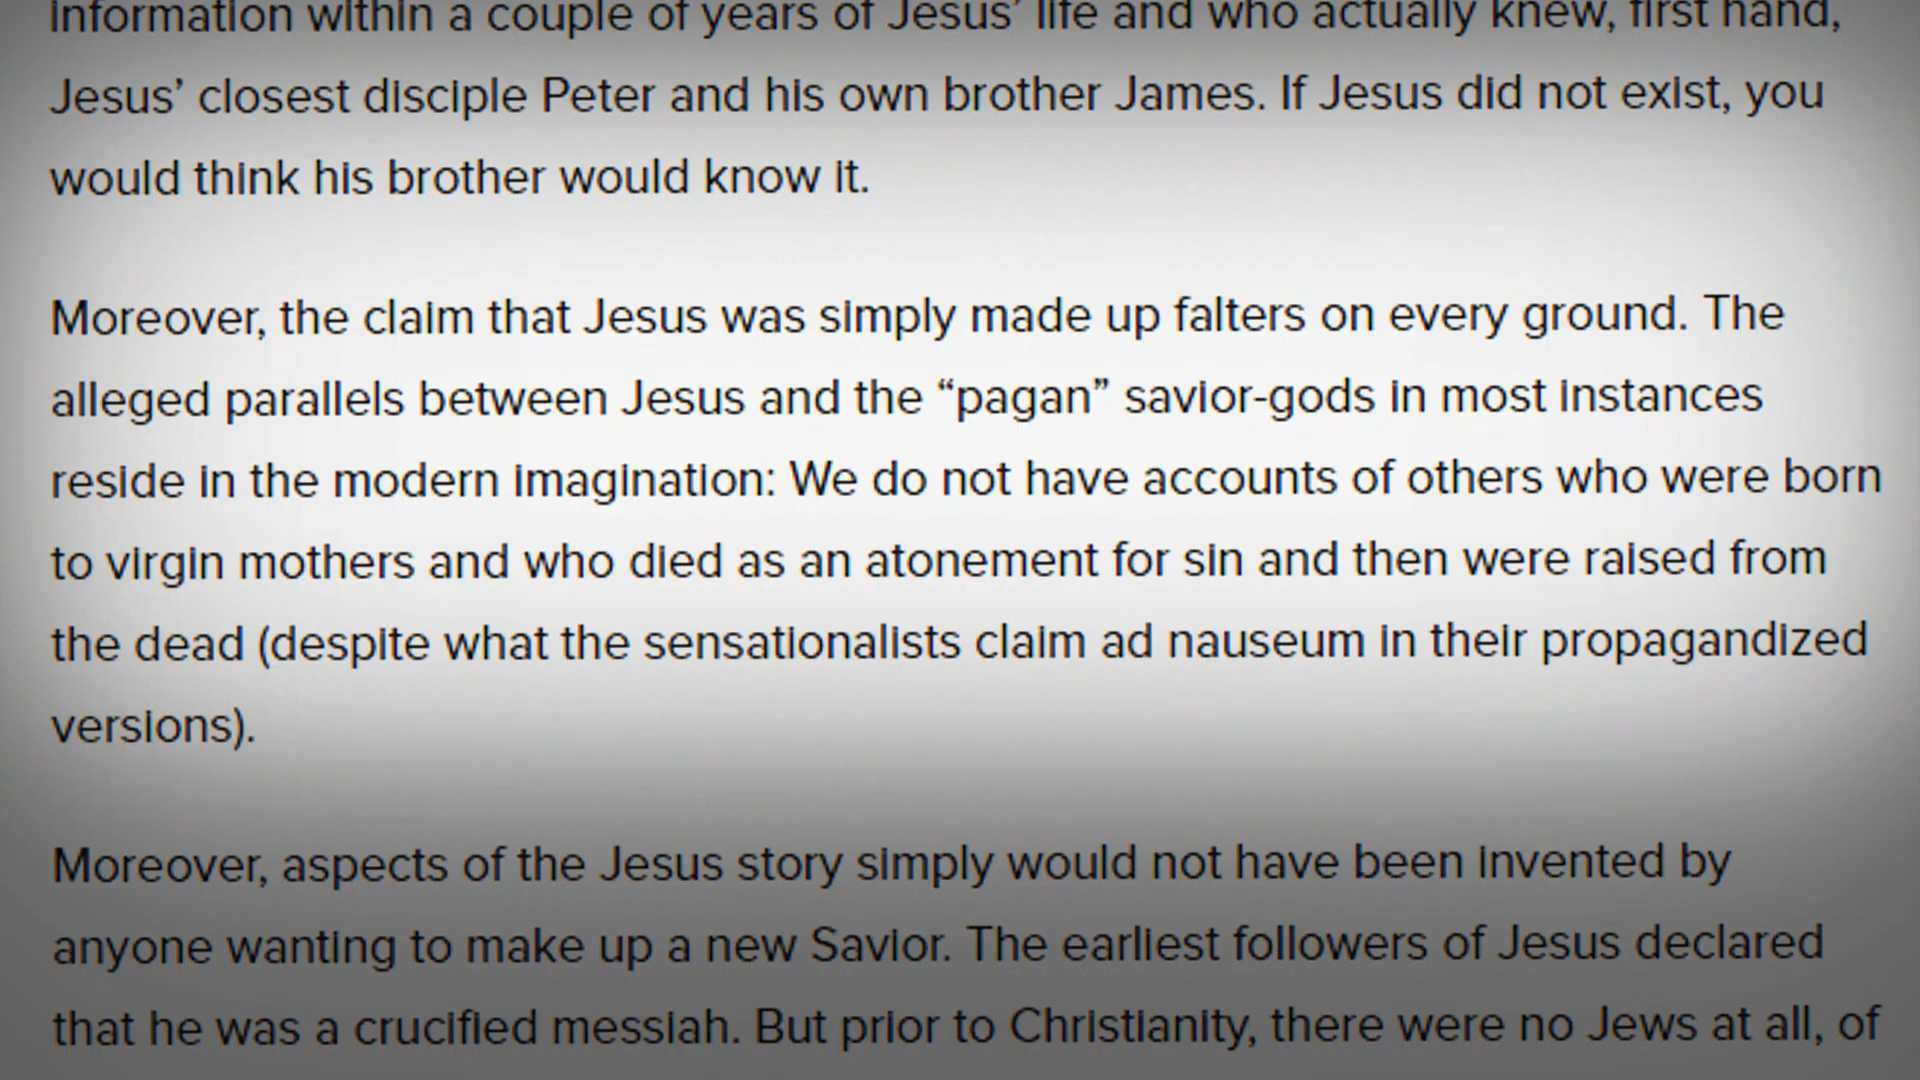 information within a couple of years of Jesus’ life and who actually knew, first hand,
Jesus’ closest disciple Peter and his own brother James. If Jesus did not exist, you
would think his brother would know it.
Moreover, the claim that Jesus was simply made up falters on every ground. The
alleged parallels between Jesus and the “pagan” savior-gods in most instances
reside in the modern imagination: We do not have accounts of others who were born
to virgin mothers and who died as an atonement for sin and then were raised from
the dead (despite what the sensationalists claim ad nauseum in their propagandized
versions).
Moreover, aspects of the Jesus story simply would not have been invented by
anyone wanting to make up a new Savior. The earliest followers of Jesus declared
that he was a crucified messiah. But prior to Christianity, there were no Jews at all, of